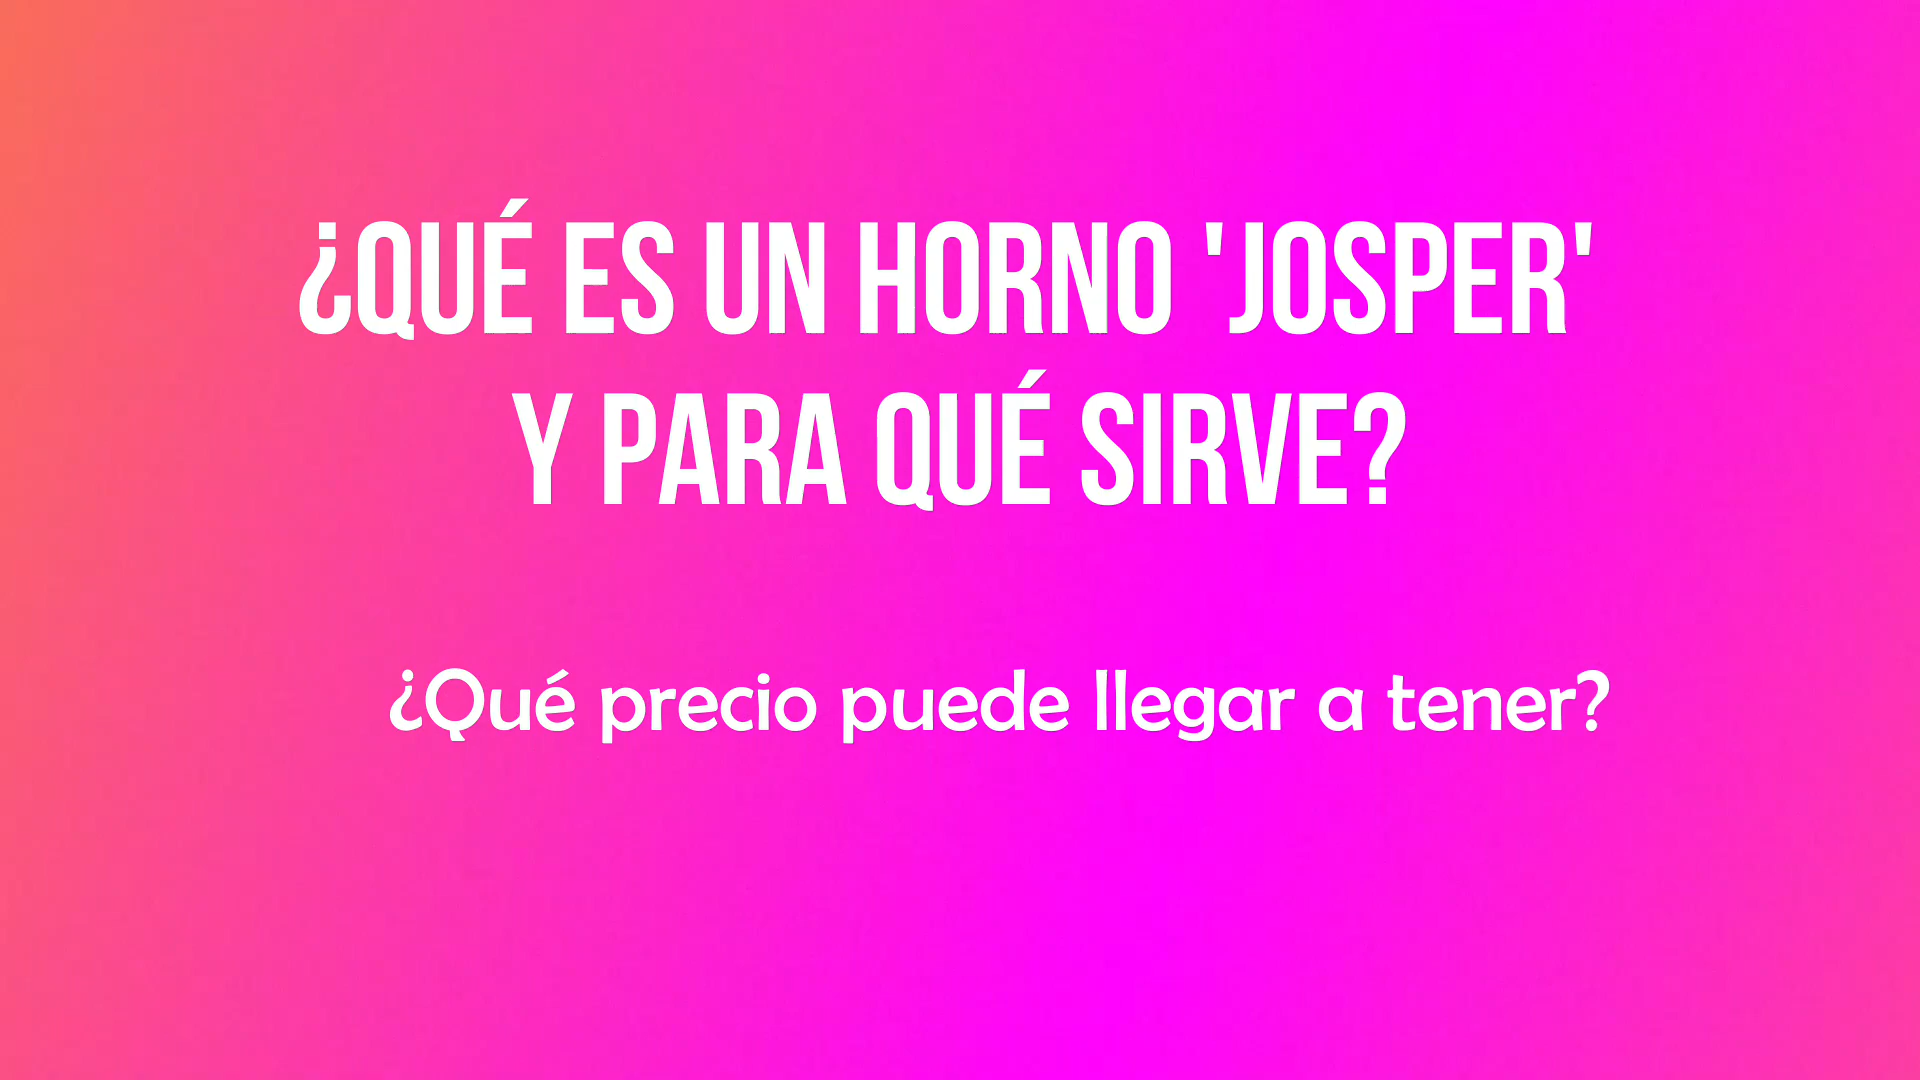 ¿QUÉ ES UN HORNO 'JOSPER'
Y PARA QUÉ SIRVE?
¿Qué precio puede llegar a tener?